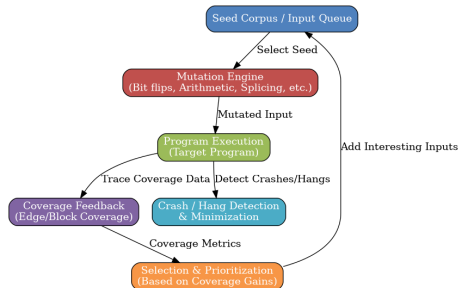 Seed Corpus / Input Queue
Select Seed
Mutation Engine
(Bit flips, Arithmetic, Splicing, etc.)
Mutated Input
Program Execution
(Target Program)
Add Interesting Inputs
Trace Coverage Data
Detect Crashes/Hangs
Coverage Feedback
(Edge/Block Coverage)
Crash / Hang Detection
& Minimization
Coverage Metrics
Selection & Prioritization
(Based on Coverage Gains)